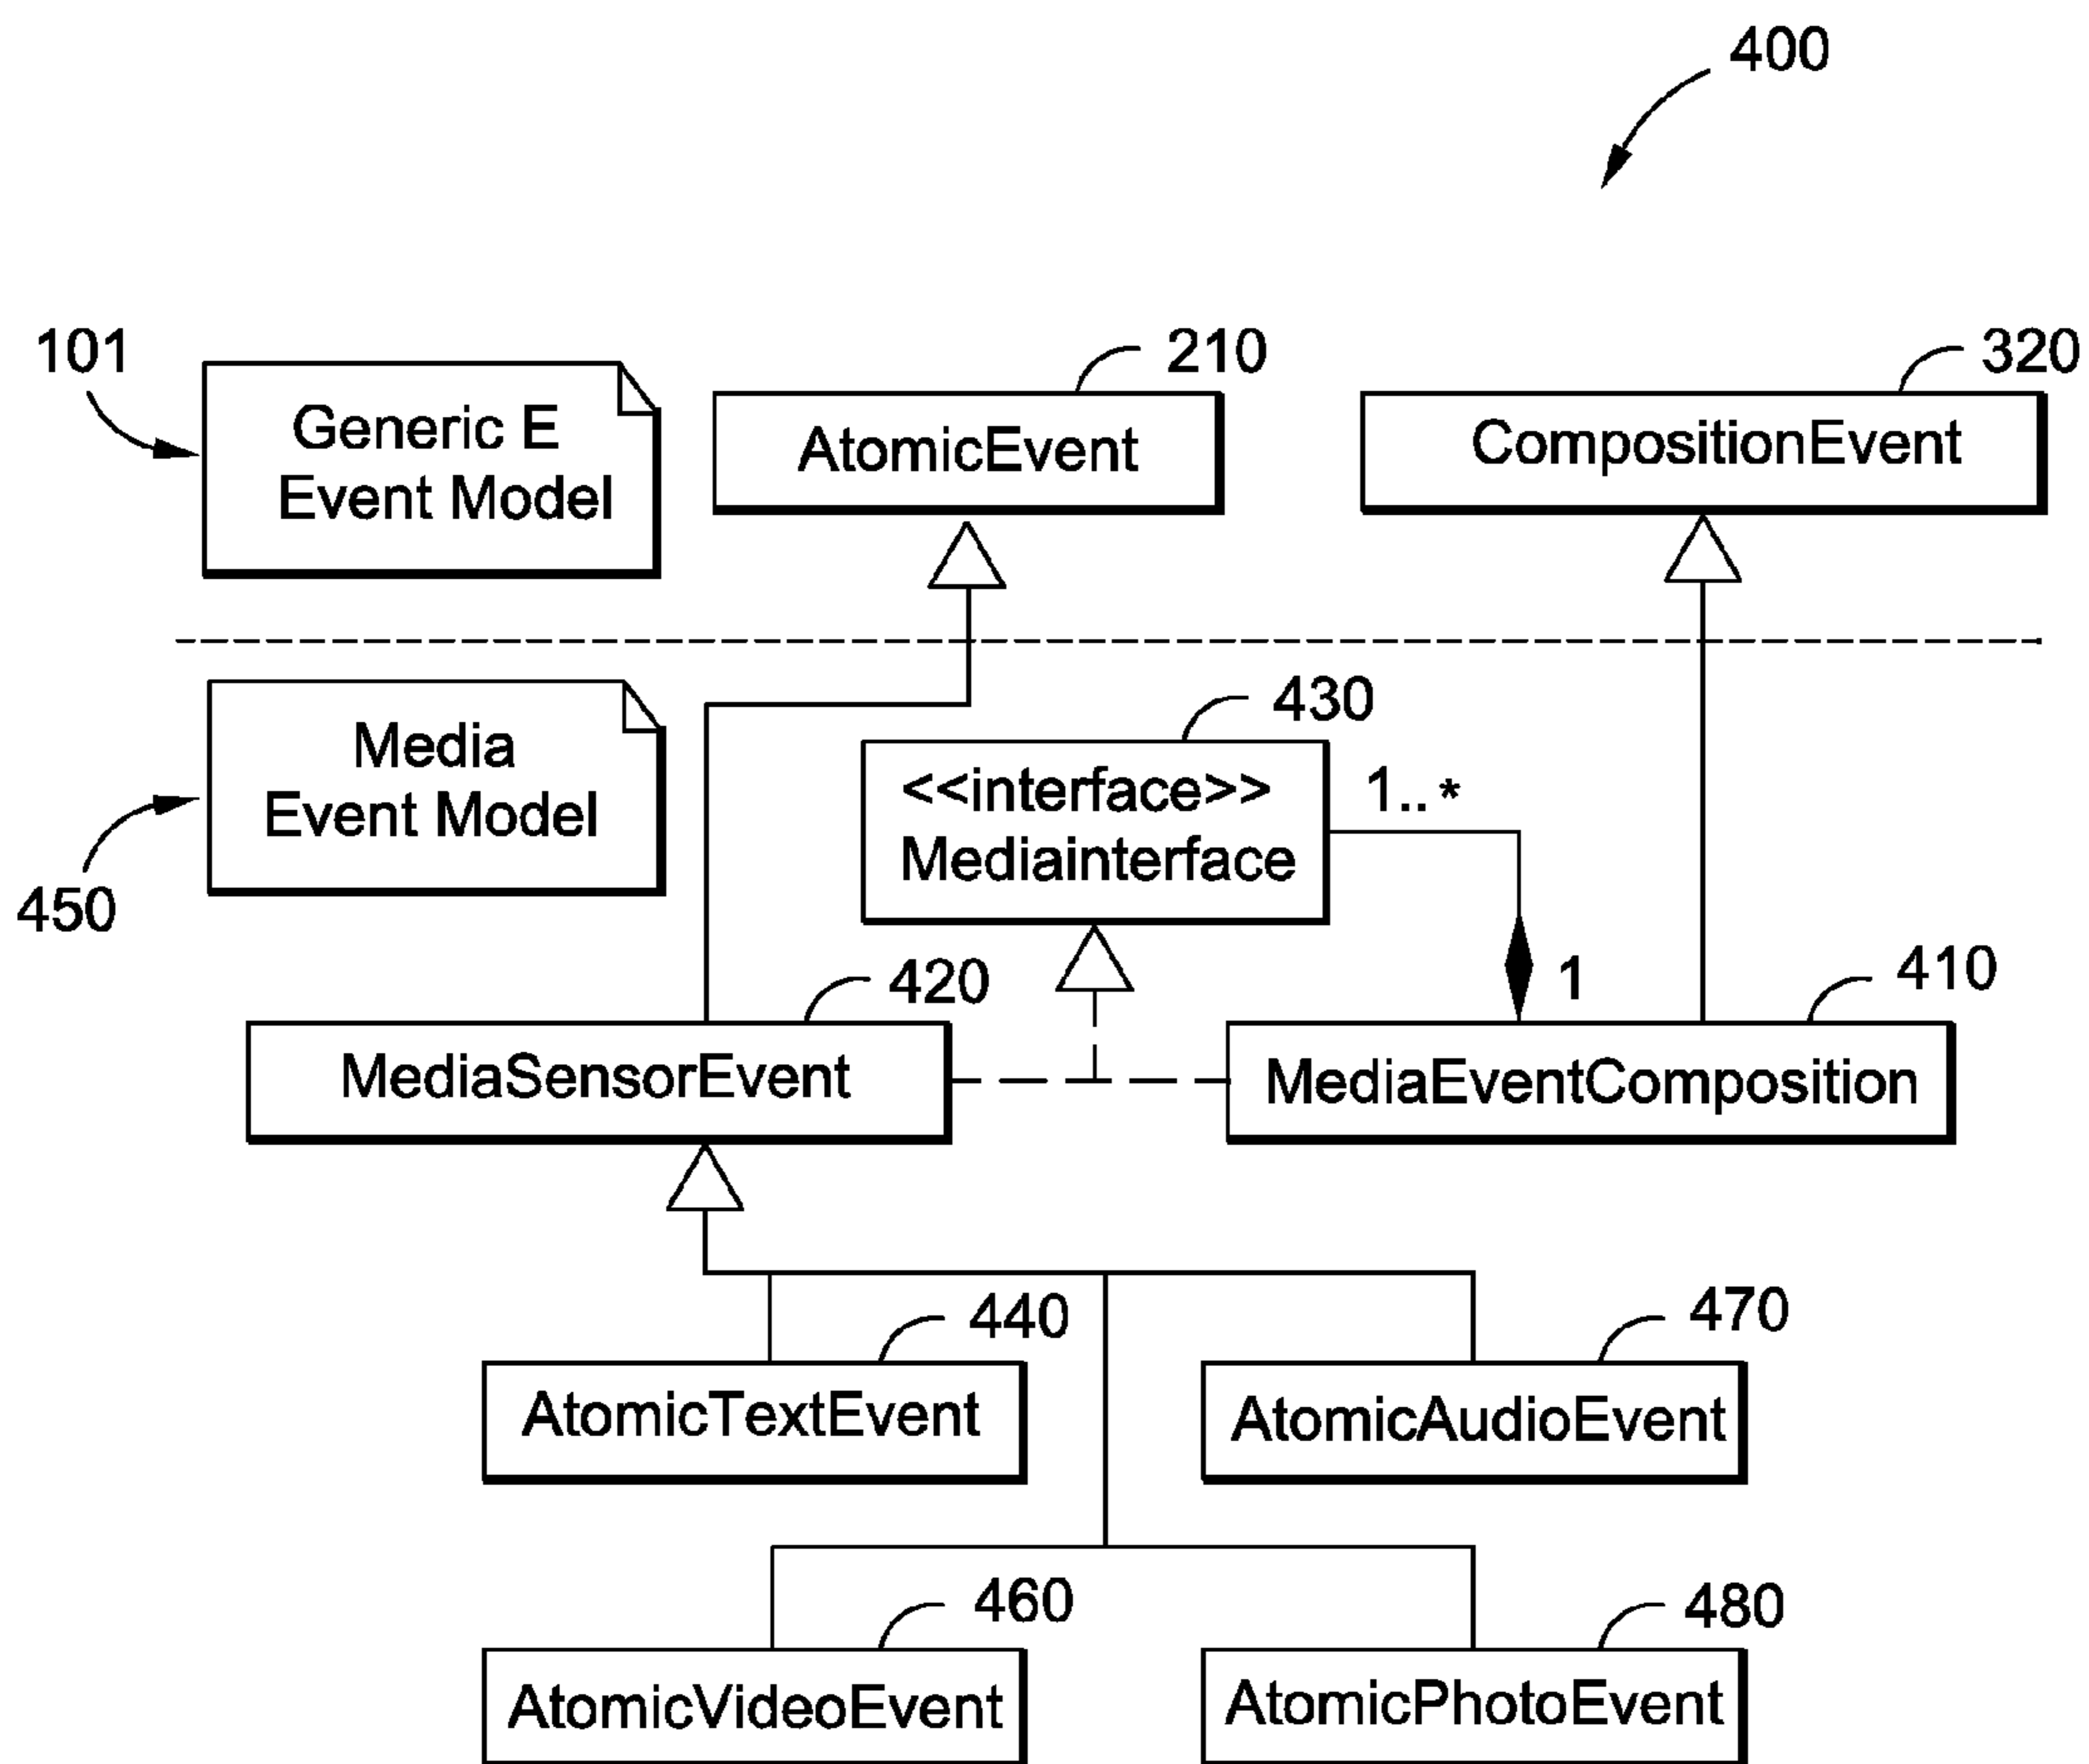 400
101
210
320
Generic E
Event Model
AtomicEvent
CompositionEvent
430
Media
Event Model
<<interface>>
Mediainterface
1..*
450
420
1
410
MediaSensorEvent
MediaEventComposition
440
470
AtomicTextEvent
AtomicAudioEvent
460
480
AtomicVideoEvent
AtomicPhotoEvent